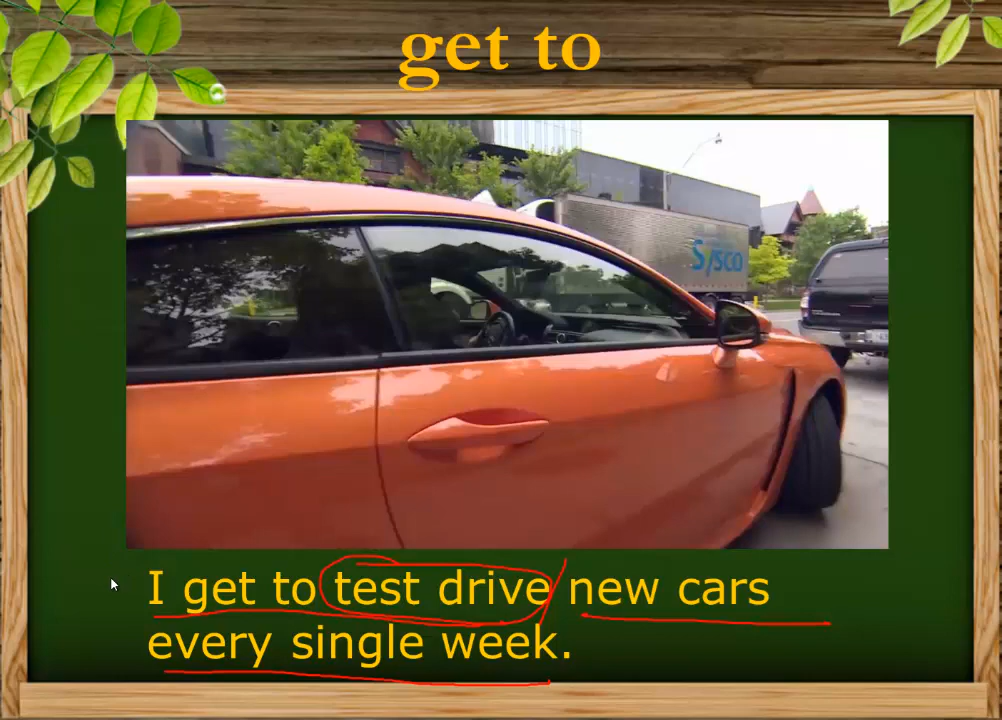 get to
Sysco
I get to test drive new cars
every single week.